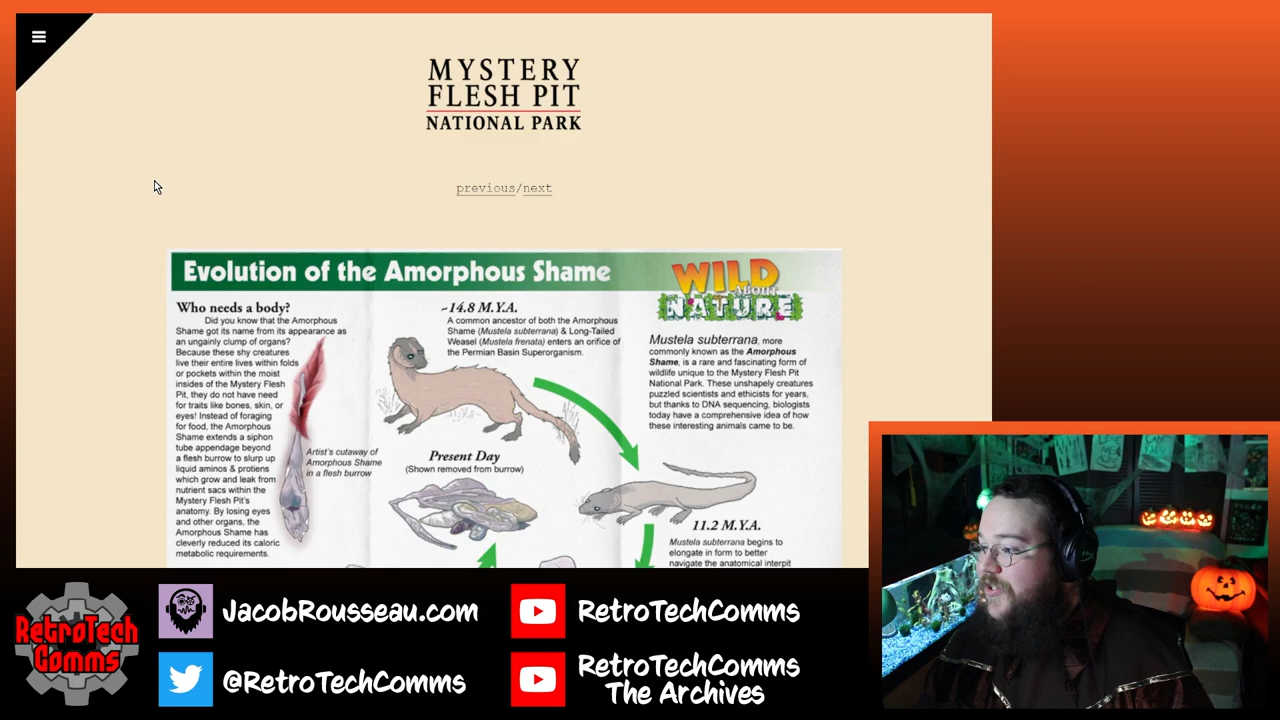 MYSTERY
FLESH PIT
NATIONAL PARK
previous/next
Evolution of the Amorphous Shame
WILD
ABOUT
NATURE
Who needs a body?
Did you know that the Amorphous
Shame got its name from its appearance as
an ungainly clump of organs?
Because these shy creatures
live their entire lives within folds
or pockets within the moist
insides of the Mystery Flesh
Pit, they do not have need
for traits like bones, skin, or
eyes! Instead of foraging
for food, the Amorphous
Shame extends a siphon
tube appendage beyond
a flesh burrow to slurp up
liquid aminos & protiens
which grow and leak from
nutrient sacs within the
Mystery Flesh Pit's
anatomy. By losing eyes
and other organs, the
Amorphous Shame has
cleverly reduced its caloric
metabolic requirements.
Artist's cutaway of
Amorphous Shame
in a flesh burrow
~14.8 M.Y.A.
A common ancestor of both the Amorphous
Shame (Mustela subterrana) & Long-Tailed
Weasel (Mustela frenata) enters an orifice of
the Permian Basin Superorganism.
Present Day
(Shown removed from burrow)
Mustela subterrana, more
commonly known as the Amorphous
Shame, is a rare and fascinating form of
wildlife unique to the Mystery Flesh Pit
National Park. These unshapely creatures
puzzled scientists and ethicists for years,
but thanks to DNA sequencing, biologists
today have a comprehensive idea of how
these interesting animals came to be.
11.2 M.Y.A.
Mustela subterrana begins to
elongate in form to better
navigate the anatomical interpit
RetroTech
Comms
JacobRousseau.com
@RetroTechComms
RetroTechComms
RetroTechComms
The Archives